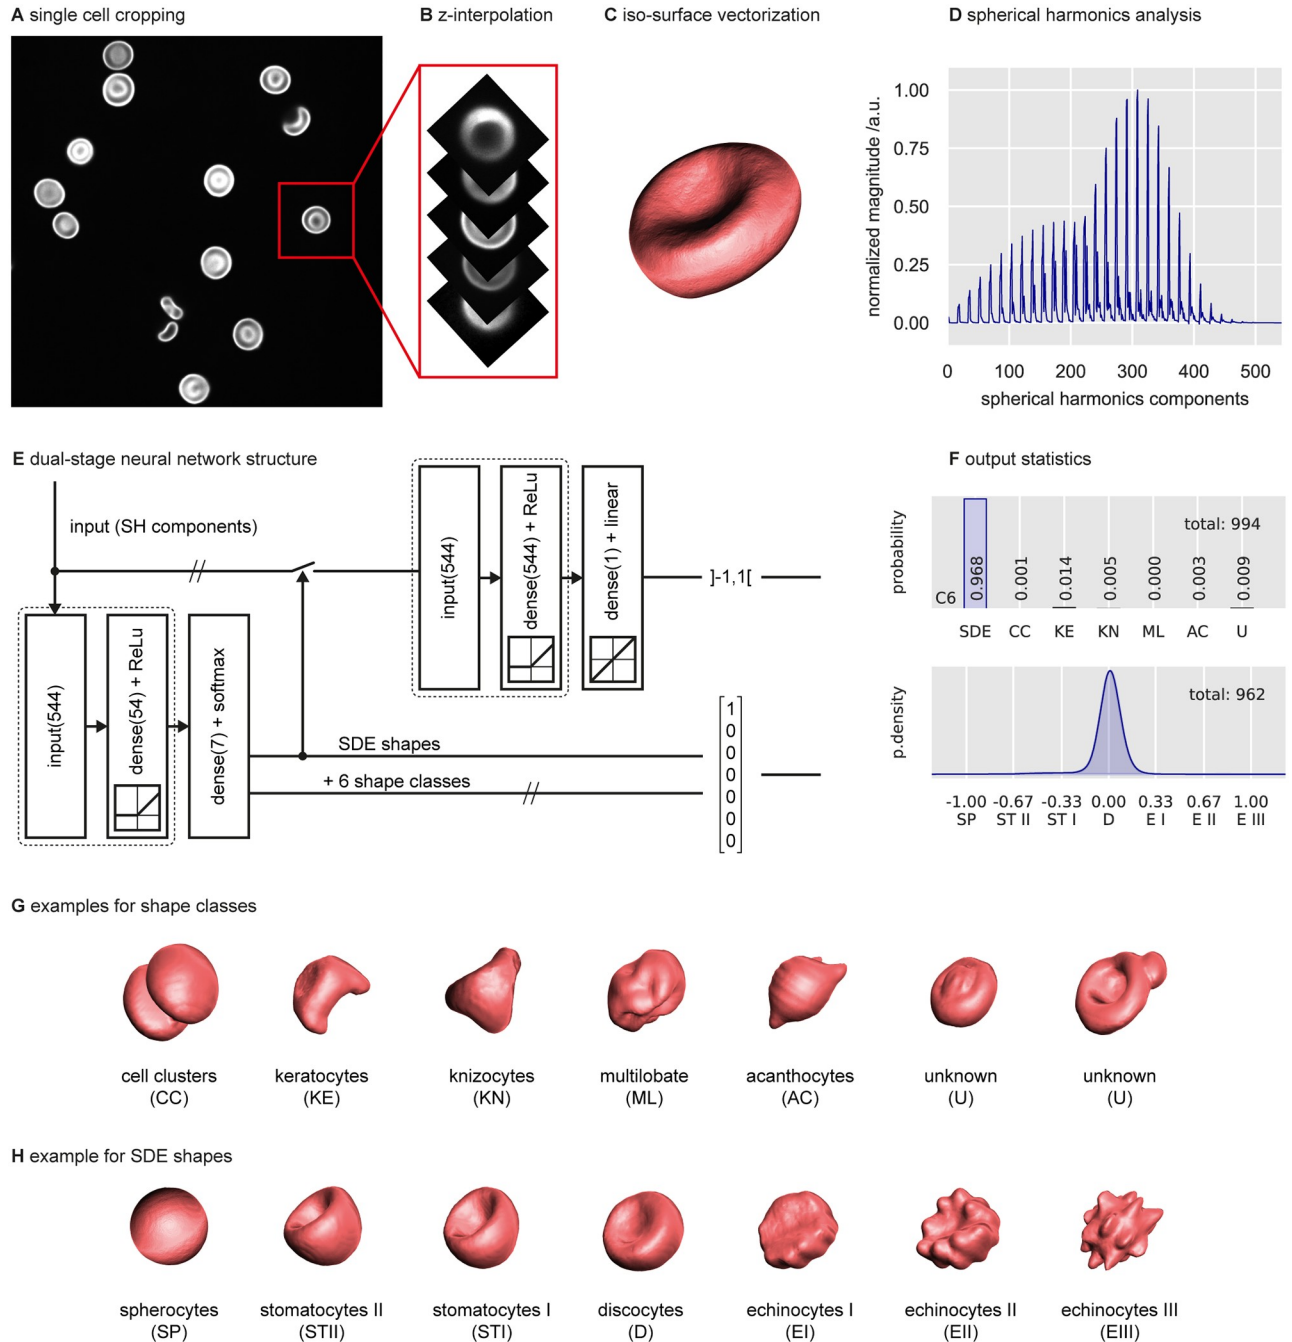 A single cell cropping
B z-interpolation
C iso-surface vectorization
D spherical harmonics analysis
normalized magnitude /a.u.
1.00
0.75
0.50
0.25
0.00
0 100 200 300 400 500
spherical harmonics components
E dual-stage neural network structure
input (SH components)
input(544)
dense(544) + ReLu
dense(1) + linear
]-1,1[
input(544)
dense(54) + ReLu
dense(7) + softmax
SDE shapes
+ 6 shape classes
1
0
0
0
0
0
0
F output statistics
probability
total: 994
C6
0.968 0.001 0.014 0.005 0.000 0.003 0.009
SDE CC KE KN ML AC U
p.density
total: 962
-1.00 -0.67 -0.33 0.00 0.33 0.67 1.00
SP ST II ST I D E I E II E III
G examples for shape classes
cell clusters keratocytes knizocytes multilobate acanthocytes unknown unknown
(CC) (KE) (KN) (ML) (AC) (U) (U)
H example for SDE shapes
spherocytes stomatocytes II stomatocytes I discocytes echinocytes I echinocytes II echinocytes III
(SP) (STII) (STI) (D) (EI) (EII) (EIII)